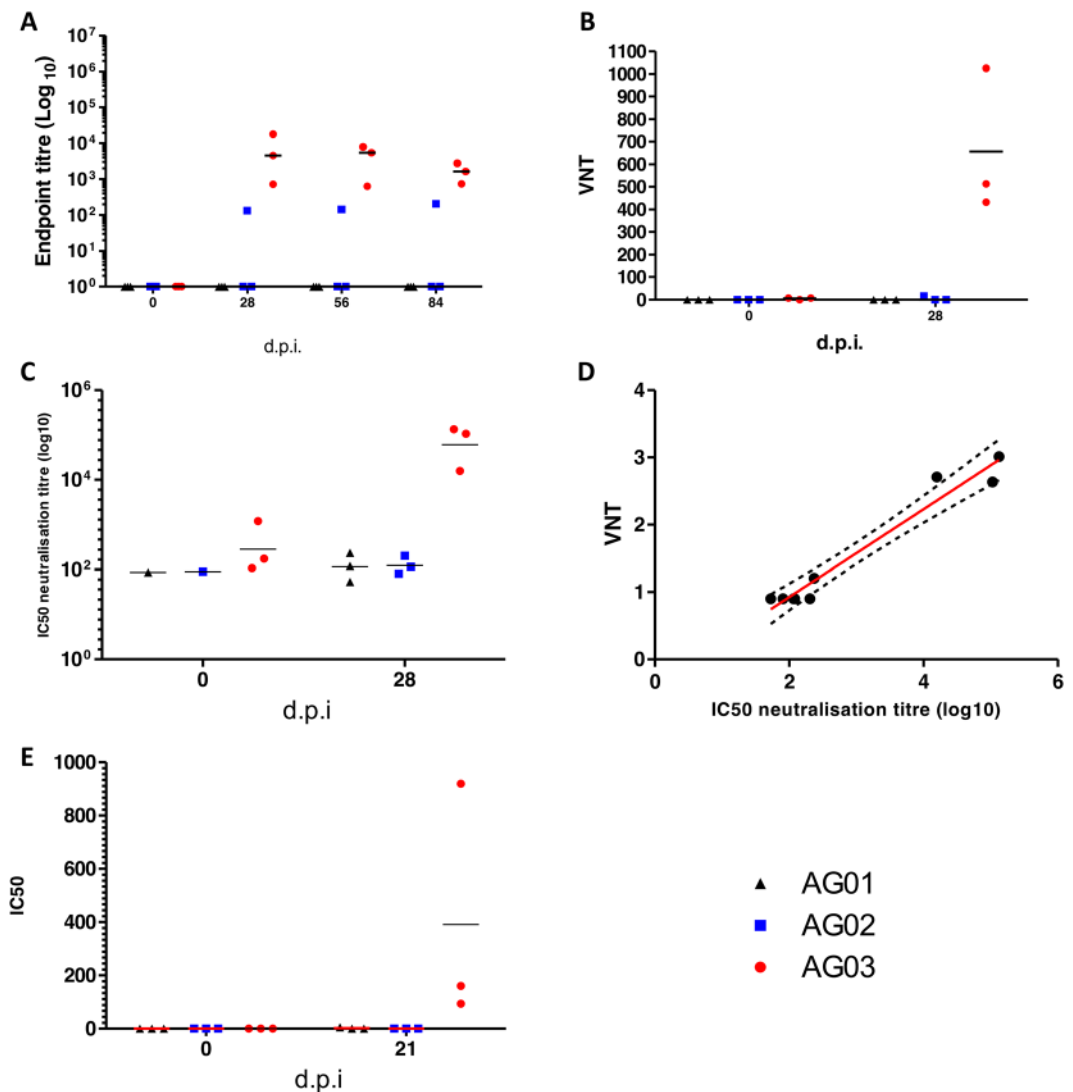 A
Endpoint titre (Log 10)
10^7
10^6
10^5
10^4
10^3
10^2
10^1
10^0
0 28 56 84
d.p.i.
B
VNT
1100
1000
900
800
700
600
500
400
300
200
100
0
0 28
d.p.i.
C
IC50 neutralisation titre (log10)
10^6
10^4
10^2
10^0
0 28
d.p.i
D
VNT
4
3
2
1
0
0 2 4 6
IC50 neutralisation titre (log10)
E
IC50
1000
800
600
400
200
0
0 21
d.p.i
AG01
AG02
AG03